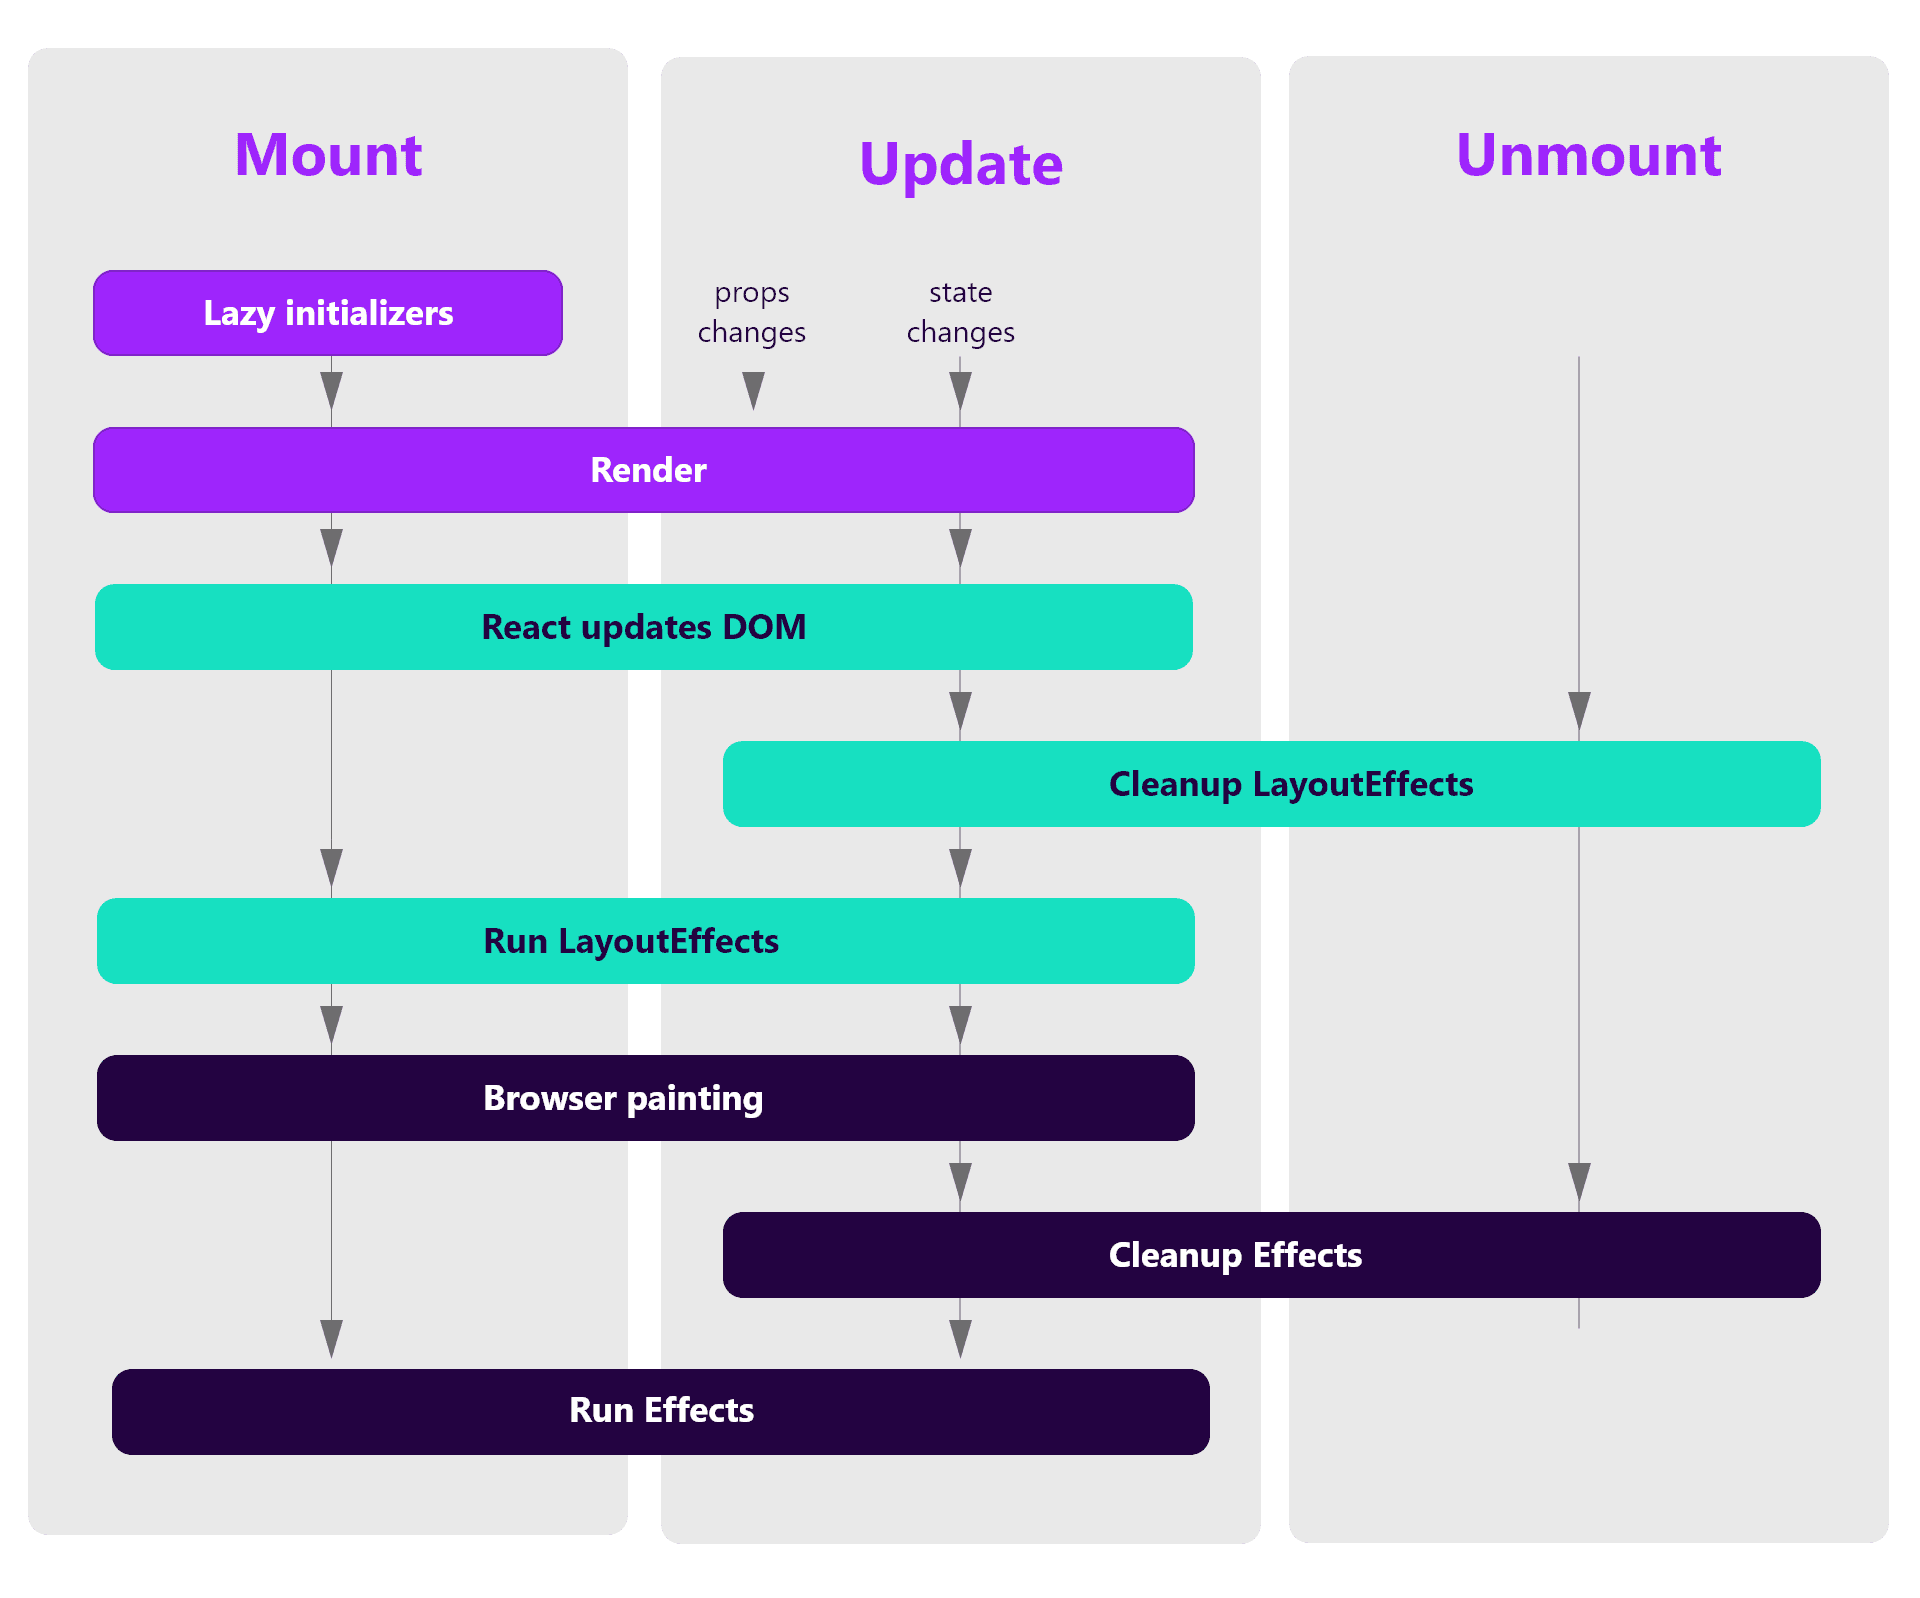 Mount
Update
Unmount
Lazy initializers
props
changes
state
changes
Render
React updates DOM
Cleanup LayoutEffects
Run LayoutEffects
Browser painting
Cleanup Effects
Run Effects